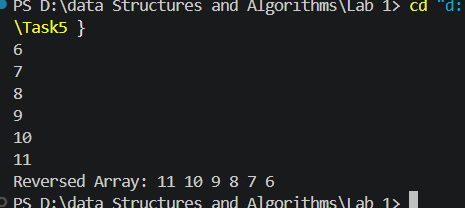 PS D:\data Structures and Algorithms\Lab 1> cd "d:
\Task5 }
6
7
8
9
10
11
Reversed Array: 11 10 9 8 7 6
PS D:\data Structures and Algorithms\Lab 1>